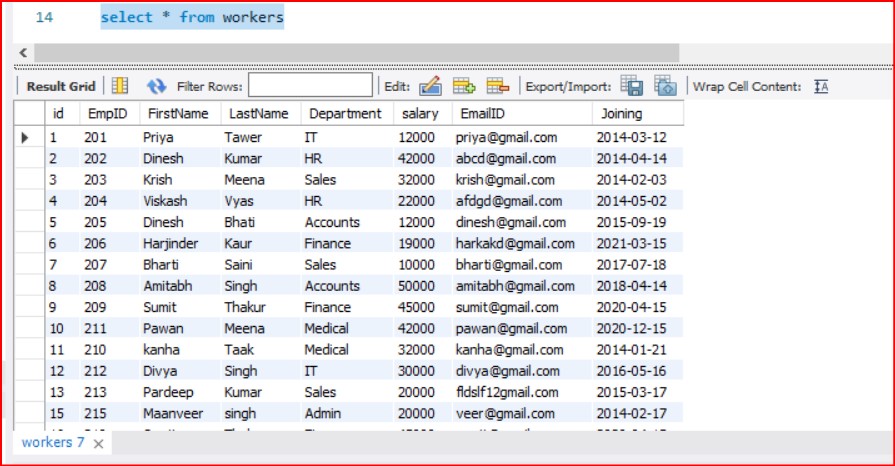 14 select * from workers
Result Grid Filter Rows: Edit: Export/Import: Wrap Cell Content:
id EmpID FirstName LastName Department salary EmailID Joining
1 201 Priya Tawer IT 12000 priya@gmail.com 2014-03-12
2 202 Dinesh Kumar HR 42000 abcd@gmail.com 2014-04-14
3 203 Krish Meena Sales 32000 krish@gmail.com 2014-02-03
4 204 Viskash Vyas HR 22000 afdgd@gmail.com 2014-05-02
5 205 Dinesh Bhati Accounts 12000 dinesh@gmail.com 2015-09-19
6 206 Harjinder Kaur Finance 19000 harkakd@gmail.com 2021-03-15
7 207 Bharti Saini Sales 10000 bharti@gmail.com 2017-07-18
8 208 Amitabh Singh Accounts 50000 amitabh@gmail.com 2018-04-14
9 209 Sumit Thakur Finance 45000 sumit@gmail.com 2020-04-15
10 211 Pawan Meena Medical 42000 pawan@gmail.com 2020-12-15
11 210 kanha Taak Medical 32000 kanha@gmail.com 2014-01-21
12 212 Divya Singh IT 30000 divya@gmail.com 2016-05-16
13 213 Pardeep Kumar Sales 20000 fldslf12gmail.com 2015-03-17
15 215 Maanveer singh Admin 20000 veer@gmail.com 2014-02-17
workers 7